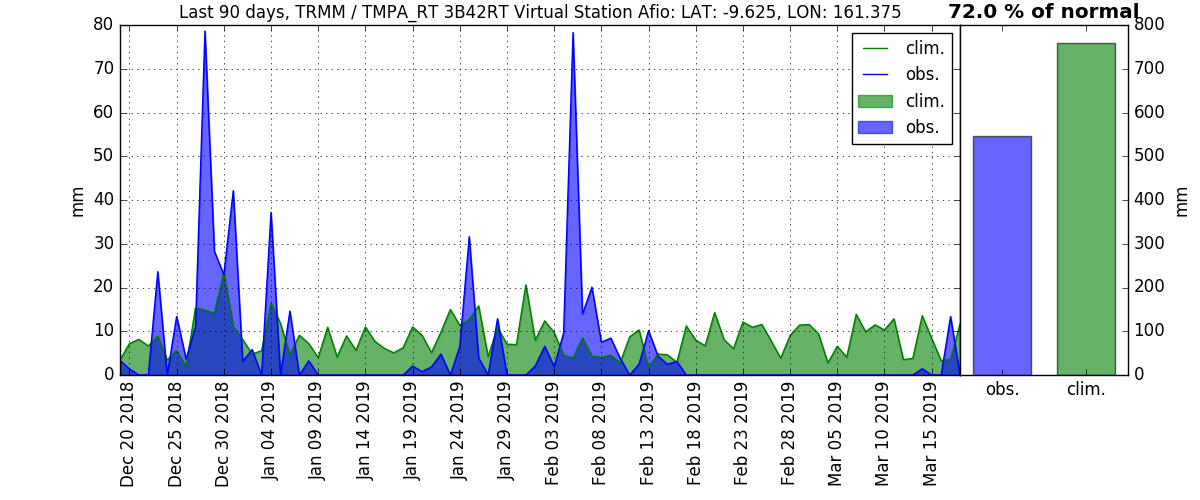 Last 90 days, TRMM / TMPA_RT 3B42RT Virtual Station Afio: LAT: -9.625, LON: 161.375
72.0 % of normal
80
70
60
50
40
30
20
10
0
mm
clim.
obs.
clim.
obs.
800
700
600
500
400
300
200
100
0
mm
Dec 20 2018
Dec 25 2018
Dec 30 2018
Jan 04 2019
Jan 09 2019
Jan 14 2019
Jan 19 2019
Jan 24 2019
Jan 29 2019
Feb 03 2019
Feb 08 2019
Feb 13 2019
Feb 18 2019
Feb 23 2019
Feb 28 2019
Mar 05 2019
Mar 10 2019
Mar 15 2019
obs.
clim.